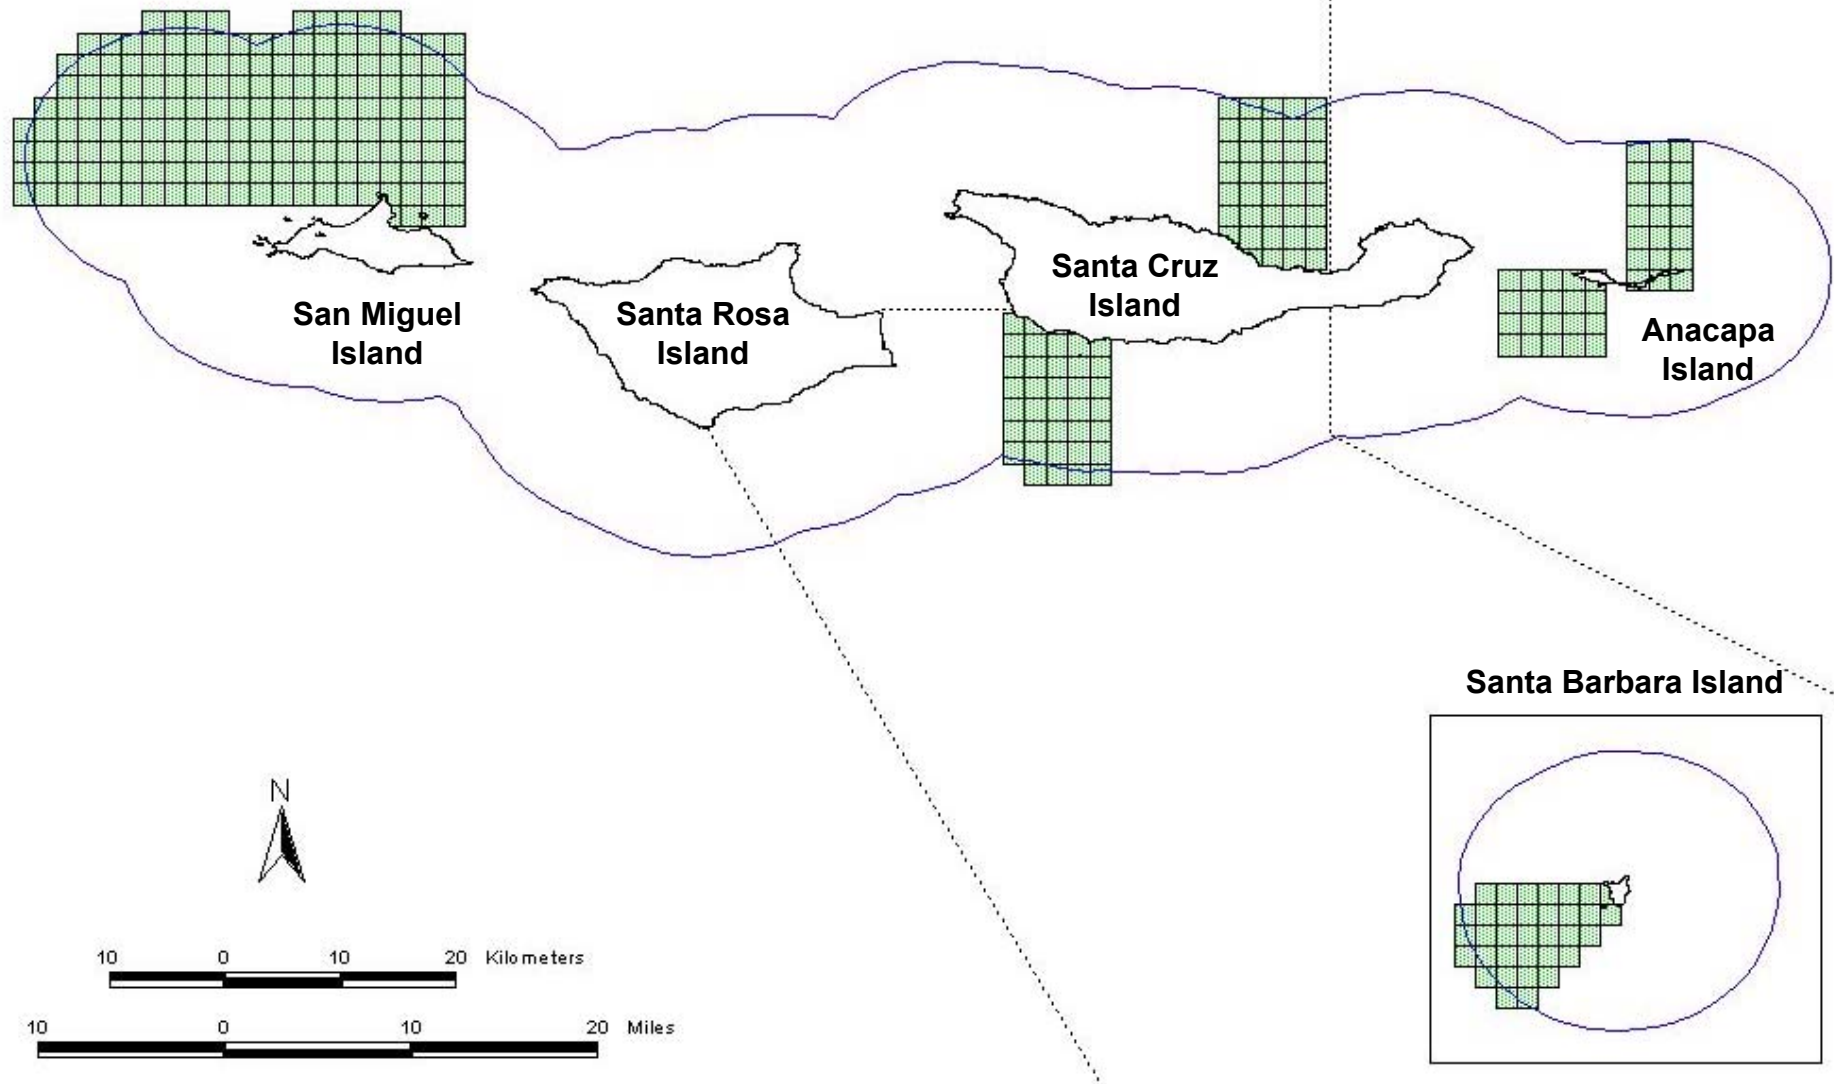 Santa Cruz
Island
San Miguel
Island
Santa Rosa
Island
Anacapa
Island
Santa Barbara Island
N
10 0 10 20 Kilometers
10 0 10 20 Miles